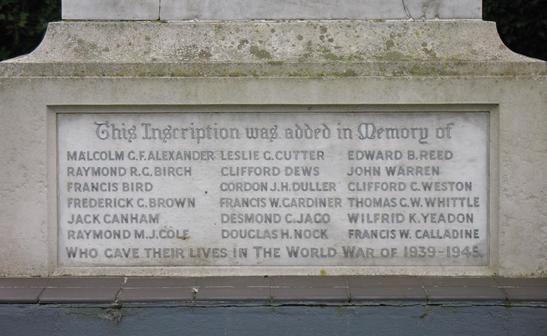 This Inscription was added in Memory of
MALCOLM G.F. ALEXANDER LESLIE G. CUTTER EDWARD B. REED
RAYMOND R.G. BIRCH CLIFFORD DEWS JOHN WARREN
FRANCIS BIRD GORDON J.H. DULLER CLIFFORD G. WESTON
FREDERICK G. BROWN FRANCIS W. GARDINER THOMAS G.W. WHITTLE
JACK CANHAM DESMOND C. JAGO WILFRID K. YEADON
RAYMOND M.J. COLE DOUGLAS H. NOCK FRANCIS W. CALLADINE
WHO GAVE THEIR LIVES IN THE WORLD WAR OF 1939-1945.